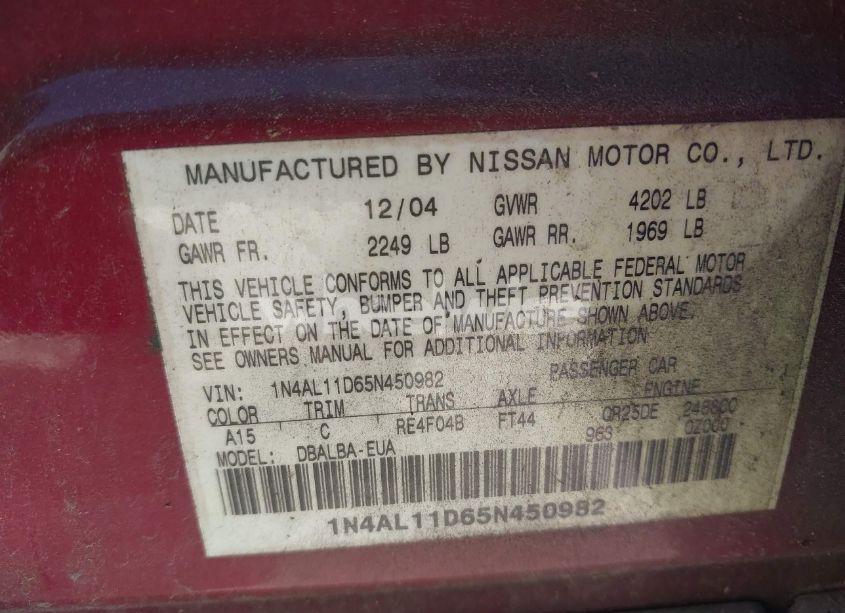 MANUFACTURED BY NISSAN MOTOR CO., LTD.
DATE 12/04 GVWR 4202 LB
GAWR FR. 2249 LB GAWR RR. 1969 LB
THIS VEHICLE CONFORMS TO ALL APPLICABLE FEDERAL MOTOR
VEHICLE SAFETY, BUMPER AND THEFT PREVENTION STANDARDS
IN EFFECT ON THE DATE OF MANUFACTURE SHOWN ABOVE.
SEE OWNERS MANUAL FOR ADDITIONAL INFORMATION
VIN: 1N4AL11D65N450982 PASSENGER CAR
COLOR TRIM TRANS AXLE ENGINE
A15 C RE4F04B FT44 QR25DE 2488CC
MODEL: DBALBA-EUA 963 0Z000
1N4AL11D65N450982